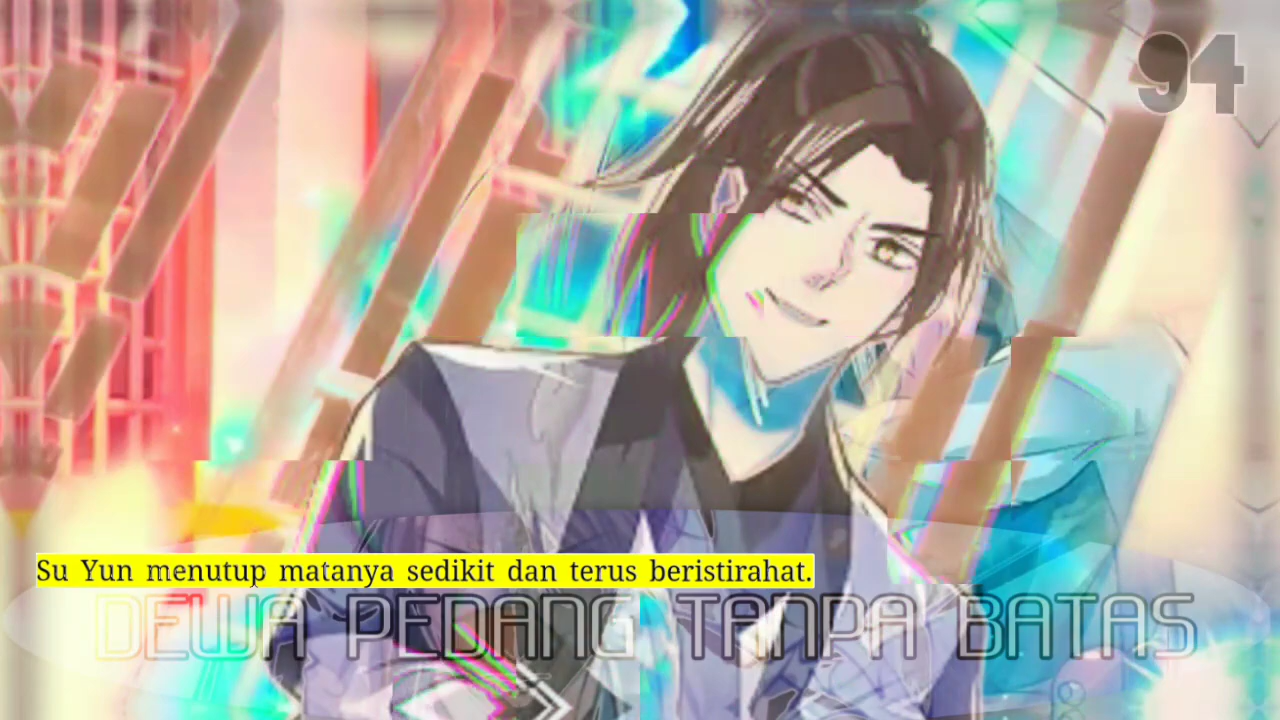 94
Su Yun menutup matanya sedikit dan terus beristirahat.
DEWA PEDANG TANPA BATAS